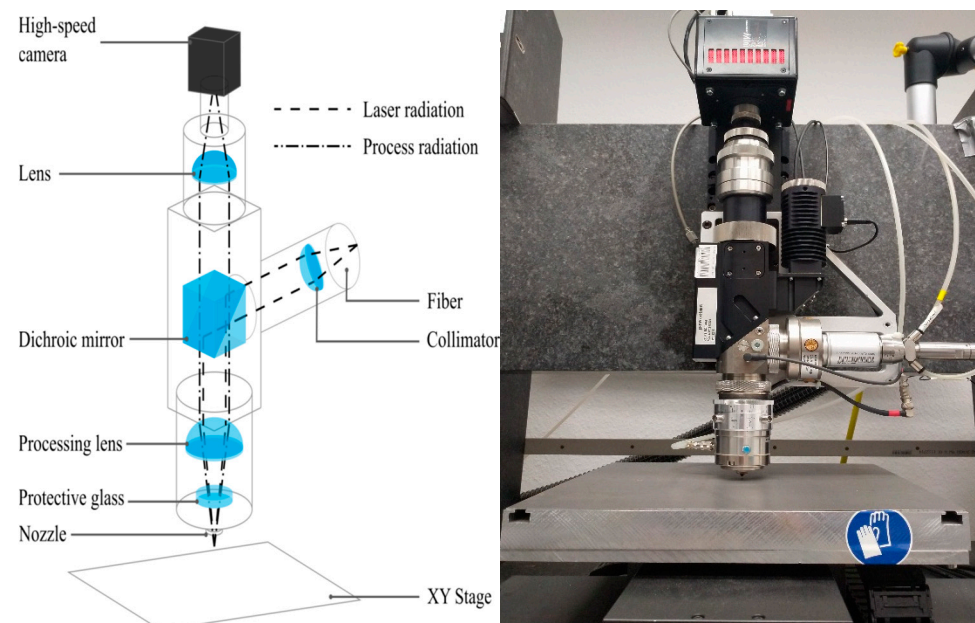 High-speed
camera
Laser radiation
Process radiation
Lens
Fiber
Dichroic mirror
Collimator
Processing lens
Protective glass
Nozzle
XY Stage